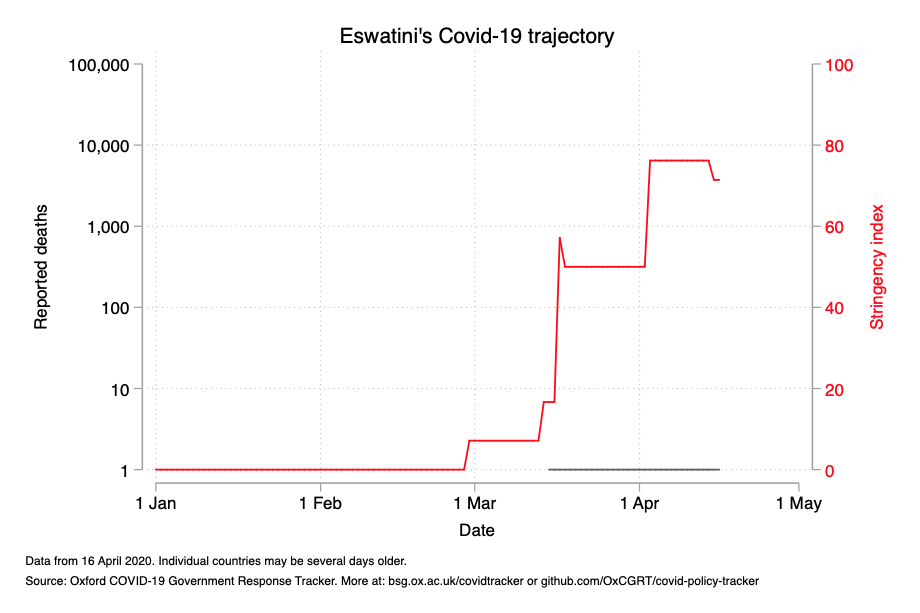 Eswatini's Covid-19 trajectory
100,000
10,000
1,000
100
10
1
Reported deaths
100
80
60
40
20
0
Stringency index
1 Jan
1 Feb
1 Mar
1 Apr
1 May
Date
Data from 16 April 2020. Individual countries may be several days older.
Source: Oxford COVID-19 Government Response Tracker. More at: bsg.ox.ac.uk/covidtracker or github.com/OxCGRT/covid-policy-tracker